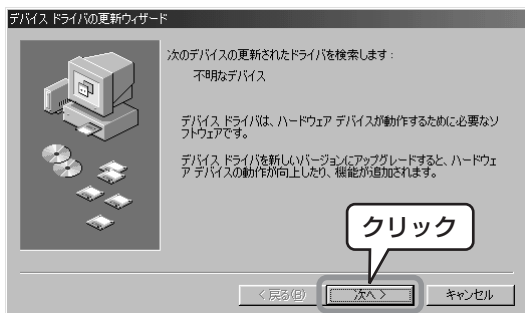 デバイス ドライバの更新ウィザード
次のデバイスの更新されたドライバを検索します:
不明なデバイス
デバイス ドライバは、ハードウェア デバイスが動作するために必要なソ
フトウェアです。
デバイス ドライバを新しいバージョンにアップグレードすると、ハードウェ
ア デバイスの動作が向上したり、機能が追加されます。
クリック
< 戻る(B)
次へ >
キャンセル